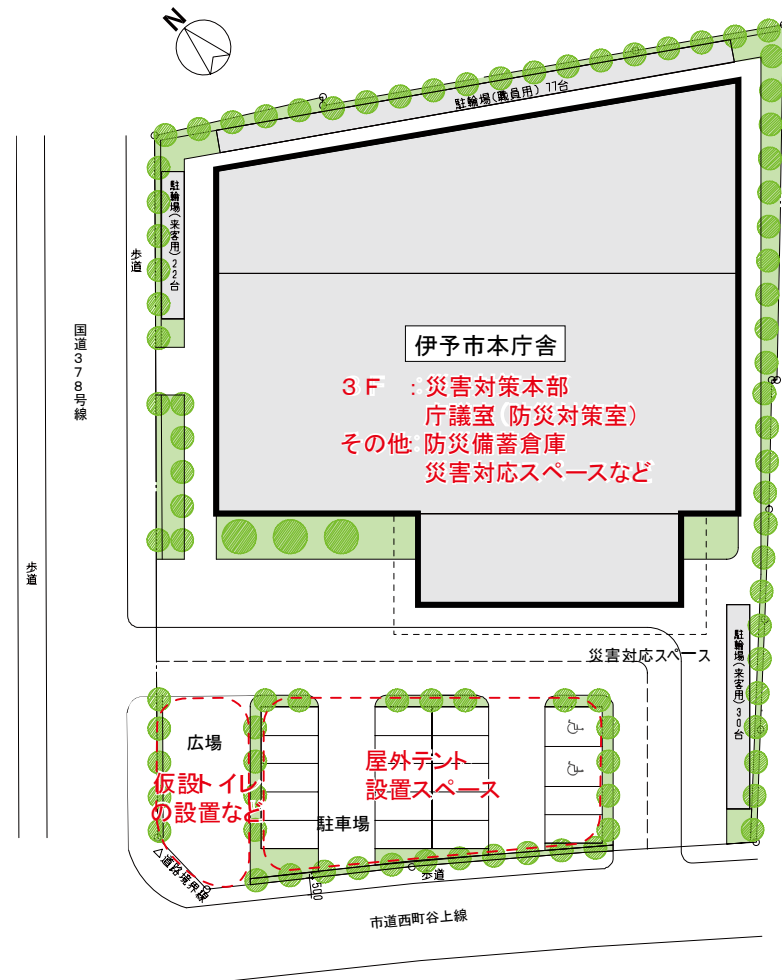 N
駐輪場(職員用) 77台
駐輪場(来客用) 22台
歩道
国道378号線
伊予市本庁舎
3F :災害対策本部
庁議室(防災対策室)
その他:防災備蓄倉庫
災害対応スペースなど
歩道
災害対応スペース
駐輪場(来客用) 30台
広場
仮設トイレ
の設置など
屋外テント
設置スペース
駐車場
△道路境界線
500
歩道
市道西町谷上線